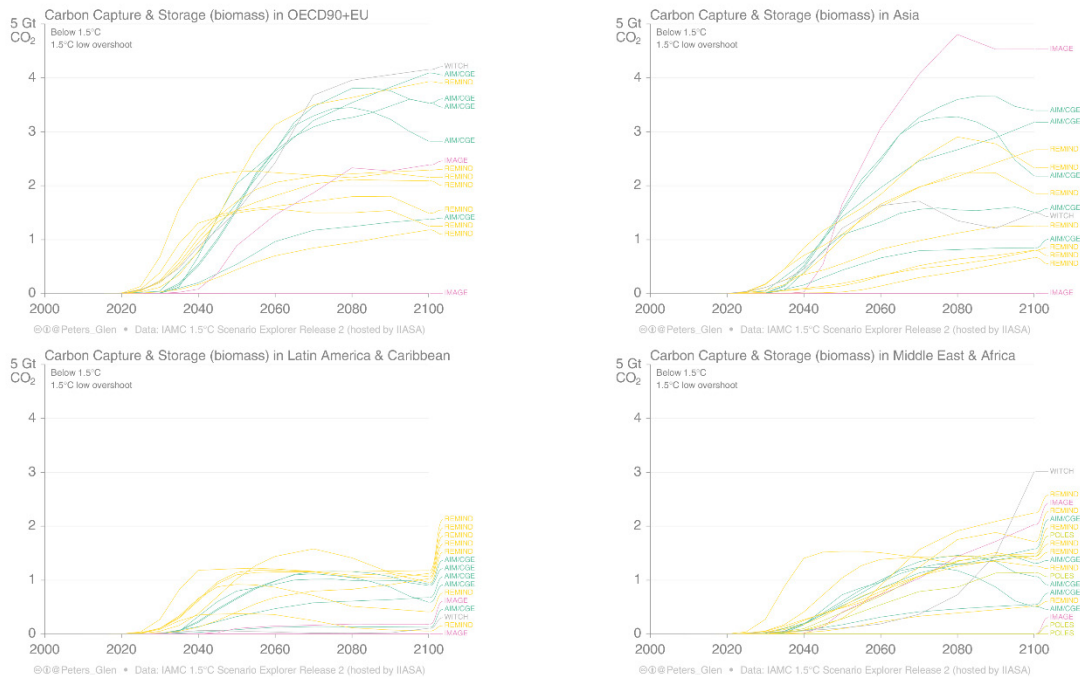 Carbon Capture & Storage (biomass) in OECD90+EU
5 Gt
CO2
Below 1.5°C
1.5°C low overshoot
4
3
2
1
0
WITCH
AIM/CGE
REMIND
AIM/CGE
AIM/CGE
AIM/CGE
IMAGE
REMIND
REMIND
REMIND
REMIND
AIM/CGE
REMIND
REMIND
IMAGE
2000 2020 2040 2060 2080 2100
@Peters_Glen • Data: IAMC 1.5°C Scenario Explorer Release 2 (hosted by IIASA)
Carbon Capture & Storage (biomass) in Asia
5 Gt
CO2
Below 1.5°C
1.5°C low overshoot
4
3
2
1
0
IMAGE
AIM/CGE
AIM/CGE
REMIND
REMIND
AIM/CGE
REMIND
AIM/CGE
WITCH
REMIND
AIM/CGE
REMIND
REMIND
REMIND
2000 2020 2040 2060 2080 2100
@Peters_Glen • Data: IAMC 1.5°C Scenario Explorer Release 2 (hosted by IIASA)
Carbon Capture & Storage (biomass) in Latin America & Caribbean
5 Gt
CO2
Below 1.5°C
1.5°C low overshoot
4
3
2
1
0
REMIND
REMIND
REMIND
REMIND
REMIND
AIM/CGE
AIM/CGE
AIM/CGE
AIM/CGE
REMIND
IMAGE
AIM/CGE
WITCH
REMIND
IMAGE
2000 2020 2040 2060 2080 2100
@Peters_Glen • Data: IAMC 1.5°C Scenario Explorer Release 2 (hosted by IIASA)
Carbon Capture & Storage (biomass) in Middle East & Africa
5 Gt
CO2
Below 1.5°C
1.5°C low overshoot
4
3
2
1
0
WITCH
REMIND
IMAGE
REMIND
AIM/CGE
REMIND
POLES
REMIND
REMIND
AIM/CGE
REMIND
POLES
AIM/CGE
AIM/CGE
REMIND
AIM/CGE
IMAGE
POLES
POLES
2000 2020 2040 2060 2080 2100
@Peters_Glen • Data: IAMC 1.5°C Scenario Explorer Release 2 (hosted by IIASA)